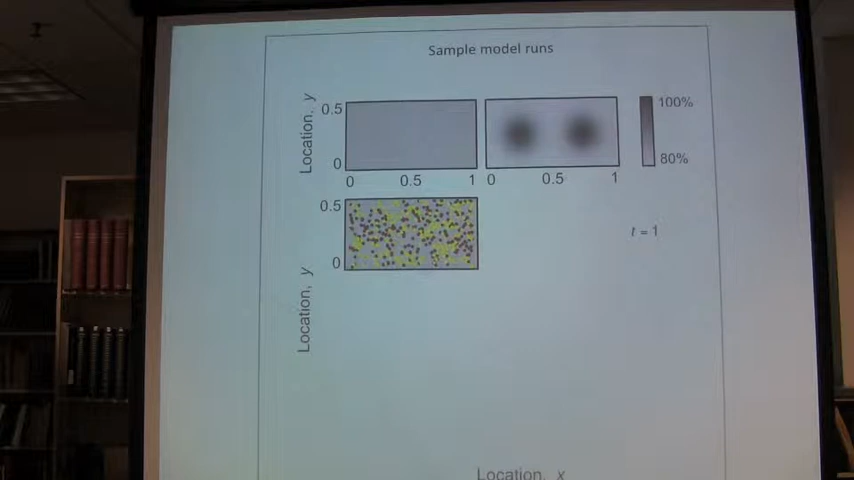 Sample model runs
Location, y
0.5
0
100%
80%
0 0.5 1 0 0.5 1
0.5
0
t = 1
Location, y
Location, x